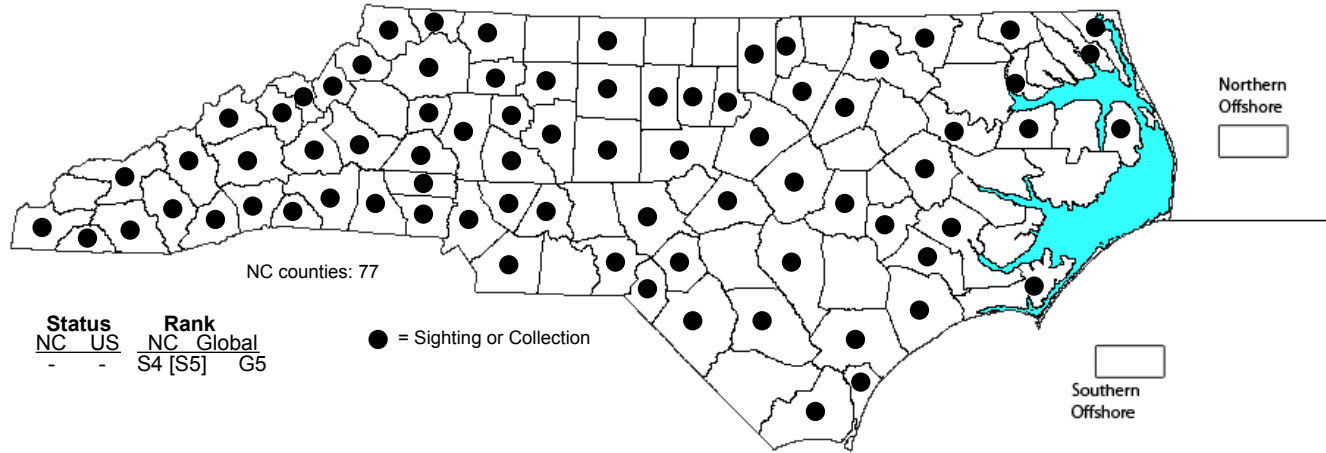 Northern
Offshore
NC counties: 77
Status Rank
NC US NC Global
- - S4 [S5] G5
= Sighting or Collection
Southern
Offshore